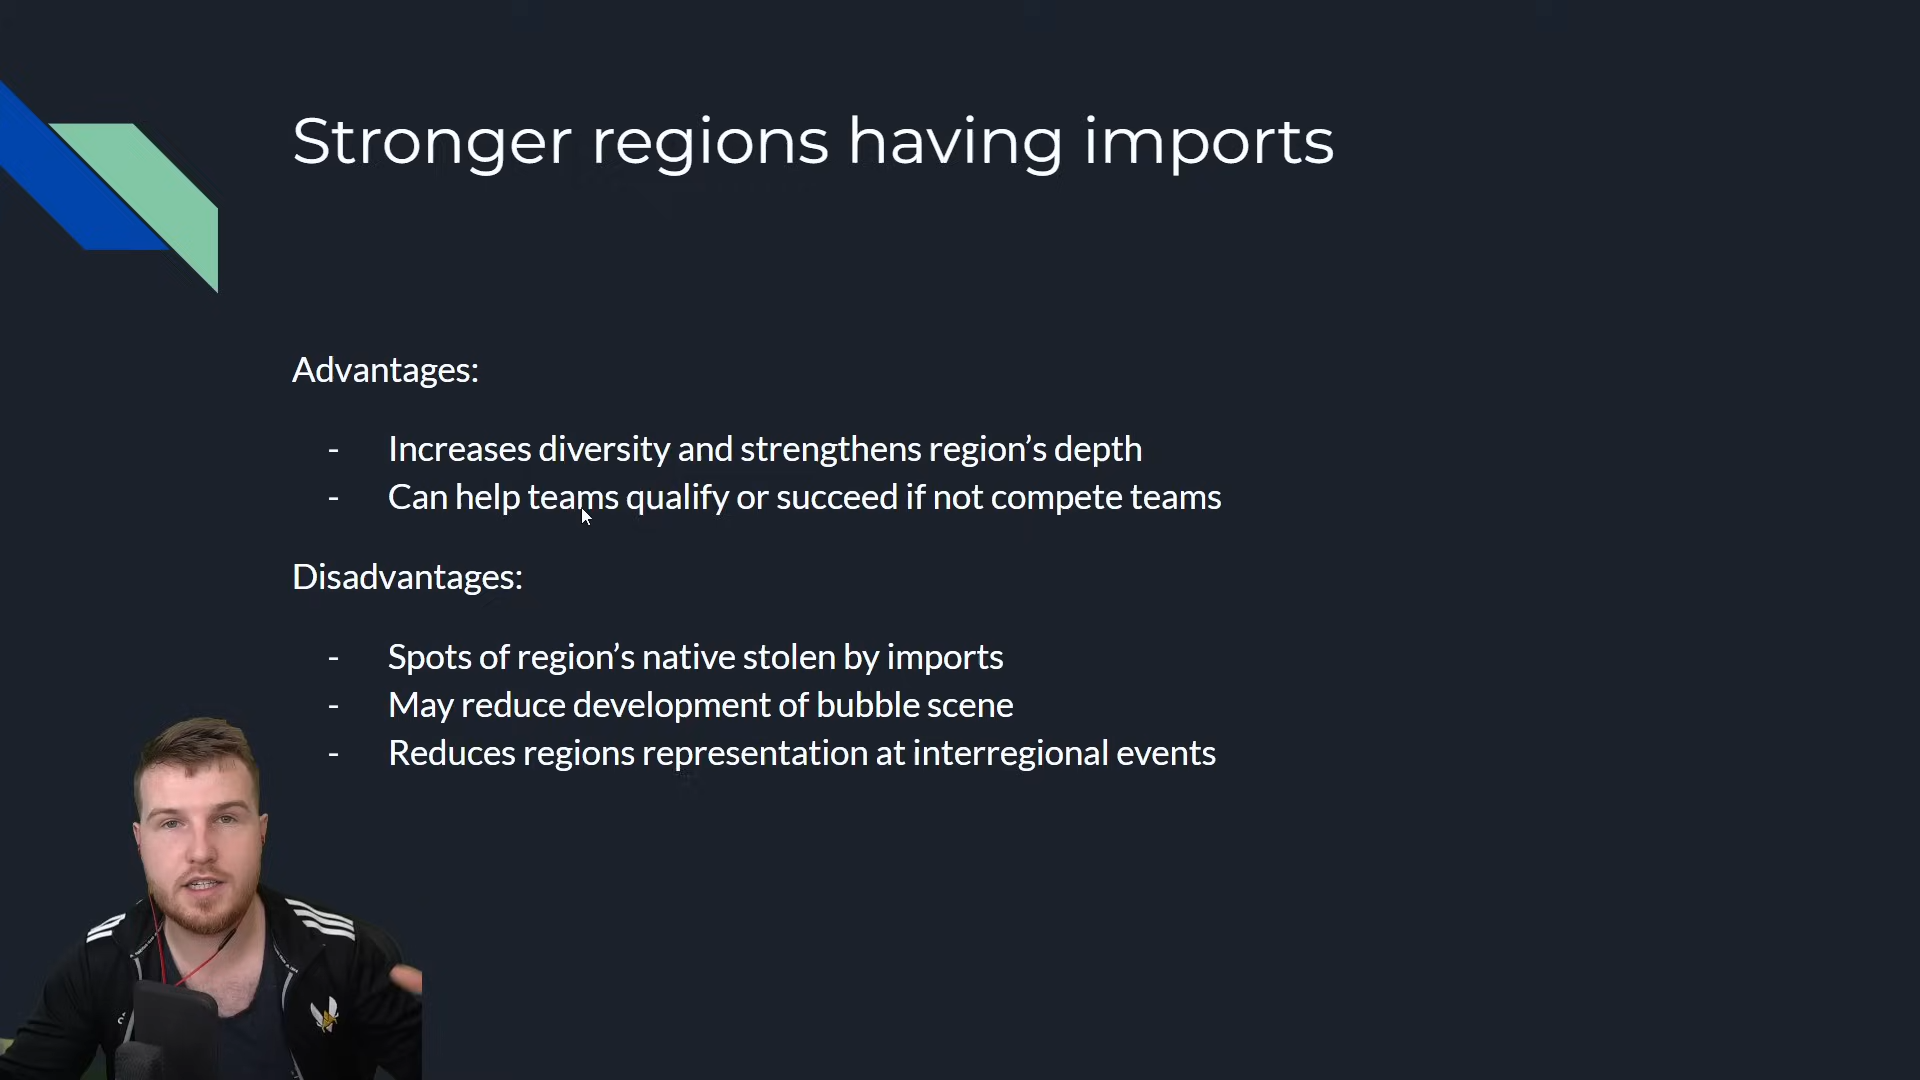 Stronger regions having imports
Advantages:
- Increases diversity and strengthens region’s depth
- Can help teams qualify or succeed if not compete teams
Disadvantages:
- Spots of region’s native stolen by imports
- May reduce development of bubble scene
- Reduces regions representation at interregional events